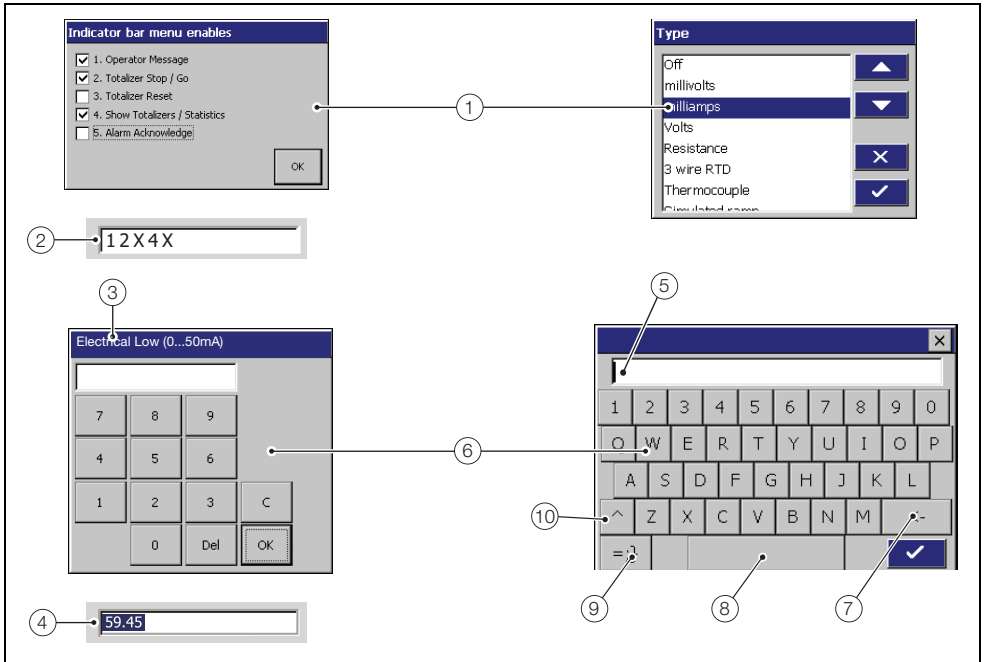 Indicator bar menu enables
1. Operator Message
2. Totalizer Stop / Go
3. Totalizer Reset
4. Show Totalizers / Statistics
5. Alarm Acknowledge
OK
1
Type
Off
millivolts
milliamps
Volts
Resistance
3 wire RTD
Thermocouple
Simulated ramp
2
12X4X
3
Electrical Low (0...50mA)
7 8 9
4 5 6
1 2 3 C
0 Del OK
4
59.45
5
6
1 2 3 4 5 6 7 8 9 0
Q W E R T Y U I O P
A S D F G H J K L
10
^ Z X C V B N M <-
=:)
9
8
7